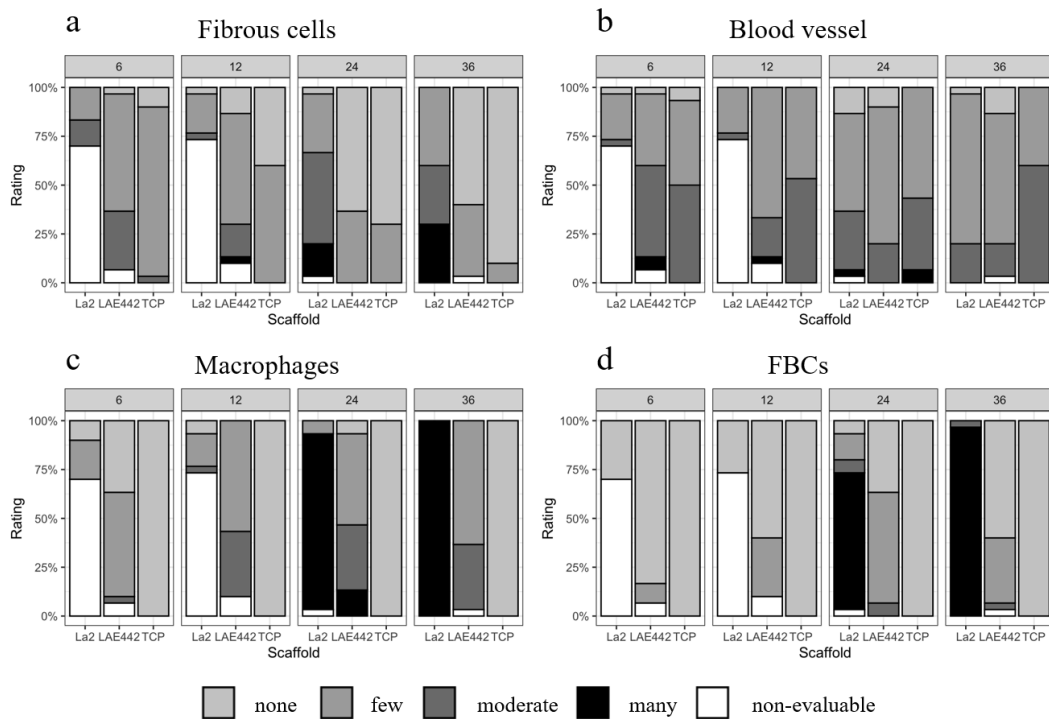 a Fibrous cells
6 12 24 36
100%
75%
50%
25%
0%
Rating
La2 LAE442 TCP La2 LAE442 TCP La2 LAE442 TCP La2 LAE442 TCP
Scaffold
b Blood vessel
6 12 24 36
100%
75%
50%
25%
0%
Rating
La2 LAE442 TCP La2 LAE442 TCP La2 LAE442 TCP La2 LAE442 TCP
Scaffold
c Macrophages
6 12 24 36
100%
75%
50%
25%
0%
Rating
La2 LAE442 TCP La2 LAE442 TCP La2 LAE442 TCP La2 LAE442 TCP
Scaffold
d FBCs
6 12 24 36
100%
75%
50%
25%
0%
Rating
La2 LAE442 TCP La2 LAE442 TCP La2 LAE442 TCP La2 LAE442 TCP
Scaffold
none few moderate many non-evaluable